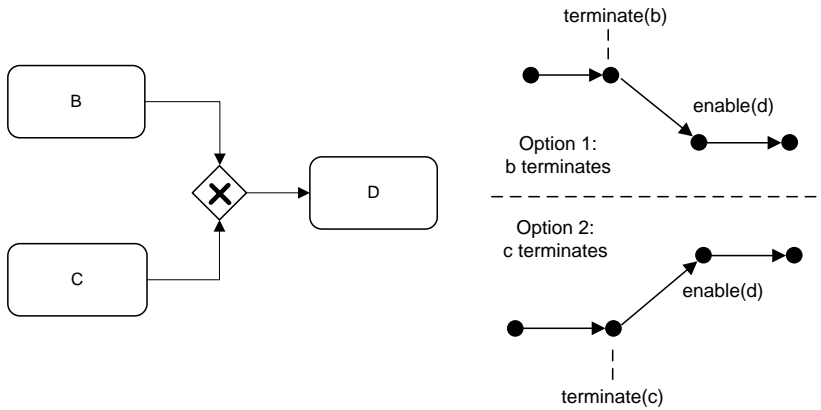 B
C
D
terminate(b)
enable(d)
Option 1:
b terminates
Option 2:
c terminates
enable(d)
terminate(c)